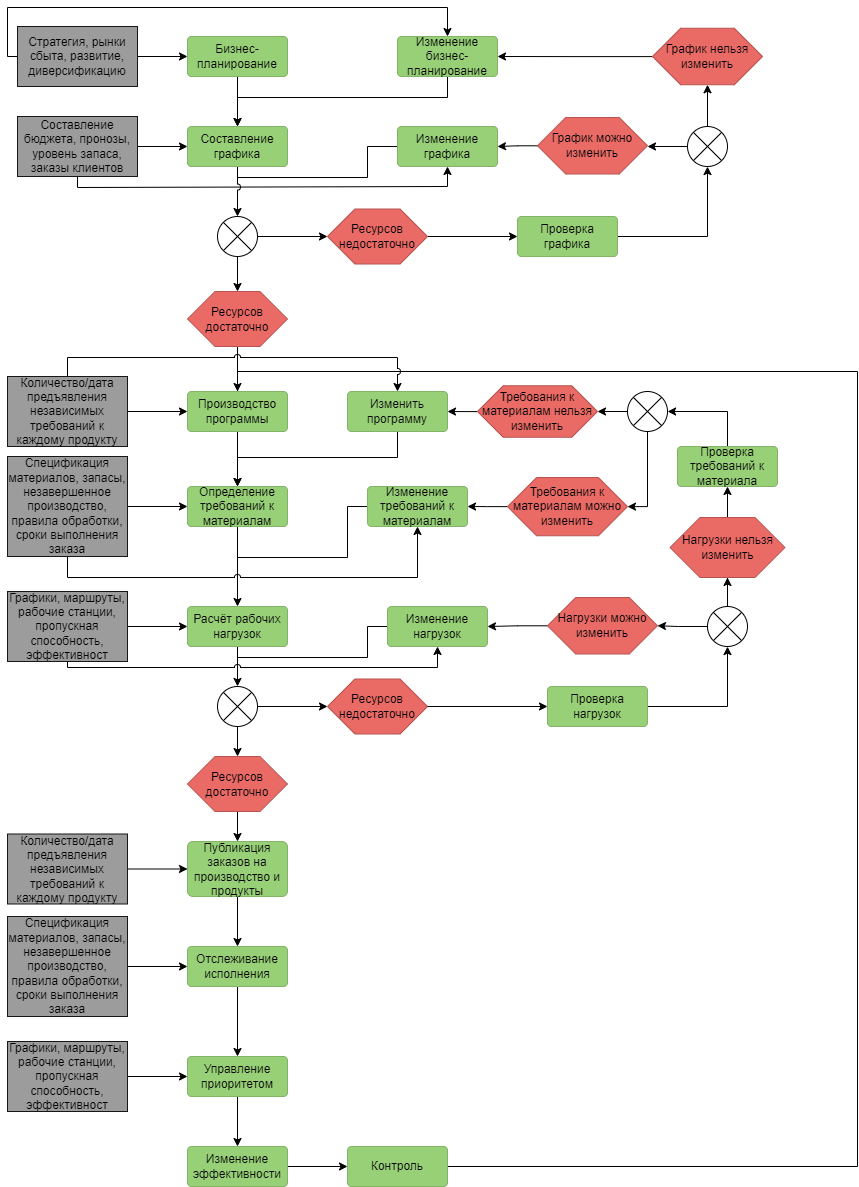 Стратегия, рынки
сбыта, развитие,
диверсификацию
Бизнес-
планирование
Изменение
бизнес-
планирование
График нельзя
изменить
Составление
бюджета, пронозы,
уровень запаса,
заказы клиентов
Составление
графика
Изменение
графика
График можно
изменить
Ресурсов
недостаточно
Проверка
графика
Ресурсов
достаточно
Количество/дата
предъявления
независимых
требований к
каждому продукту
Производство
программы
Изменить
программу
Требования к
материалам нельзя
изменить
Проверка
требований к
материала
Спецификация
материалов, запасы,
незавершенное
производство,
правила обработки,
сроки выполнения
заказа
Определение
требований к
материалам
Изменение
требований к
материалам
Требования к
материалам можно
изменить
Нагрузки нельзя
изменить
Графики, маршруты,
рабочие станции,
пропускная
способность,
эффективност
Расчёт рабочих
нагрузок
Изменение
нагрузок
Нагрузки можно
изменить
Ресурсов
недостаточно
Проверка
нагрузок
Ресурсов
достаточно
Количество/дата
предъявления
независимых
требований к
каждому продукту
Публикация
заказов на
производство и
продукты
Спецификация
материалов, запасы,
незавершенное
производство,
правила обработки,
сроки выполнения
заказа
Отслеживание
исполнения
Графики, маршруты,
рабочие станции,
пропускная
способность,
эффективност
Управление
приоритетом
Изменение
эффективности
Контроль